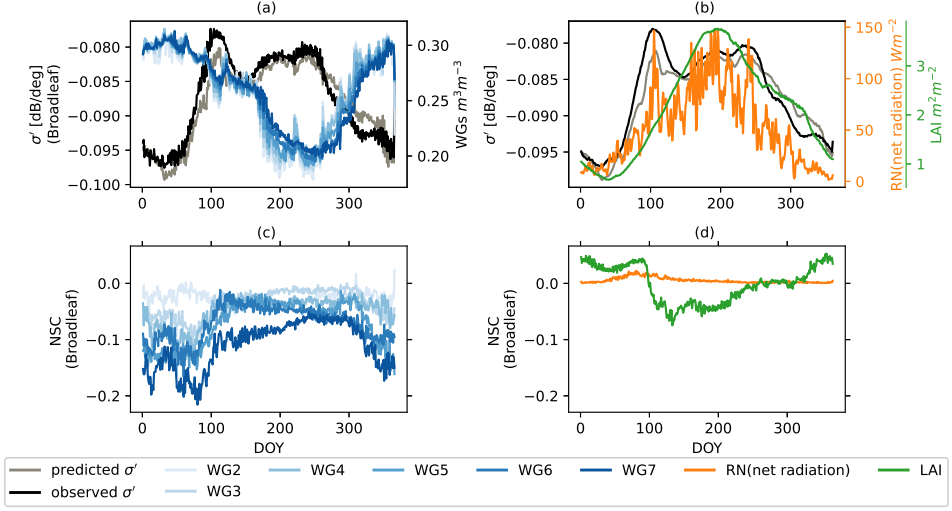 (a)
(b)
σ′ [dB/deg]
(Broadleaf)
−0.080
−0.085
−0.090
−0.095
−0.100
0
100
200
300
0.30
0.25
0.20
WGs m³m⁻³
σ′ [dB/deg]
−0.080
−0.085
−0.090
−0.095
0
100
200
300
150
100
50
0
RN(net radiation) Wm⁻²
3
2
1
LAI m²m⁻²
(c)
(d)
NSC
(Broadleaf)
0.0
−0.1
−0.2
0
100
200
300
DOY
NSC
(Broadleaf)
0.0
−0.1
−0.2
0
100
200
300
DOY
predicted σ′ WG2 WG4 WG5 WG6 WG7 RN(net radiation) LAI
observed σ′ WG3